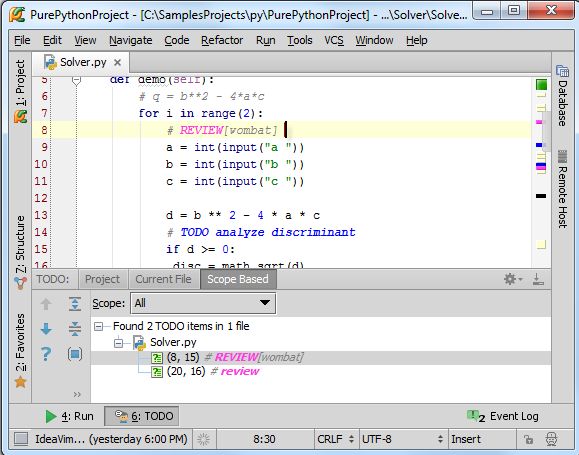 PurePythonProject - [C:\SamplesProjects\py\PurePythonProject] - ...\Solver\Solve...
File Edit View Navigate Code Refactor Run Tools VCS Window Help
Solver.py
1: Project
Z: Structure
2: Favorites
Database
Remote Host
5 def demo(self):
6 # q = b**2 - 4*a*c
7 for i in range(2):
8 # REVIEW[wombat]
9 a = int(input("a "))
10 b = int(input("b "))
11 c = int(input("c "))
12
13 d = b ** 2 - 4 * a * c
14 # TODO analyze discriminant
15 if d >= 0:
16 disc = math.sqrt(d)
TODO: Project Current File Scope Based
Scope: All
Found 2 TODO items in 1 file
Solver.py
(8, 15) # REVIEW[wombat]
(20, 16) # review
4: Run 6: TODO 2 Event Log
IdeaVim... (yesterday 6:00 PM) 8:30 CRLF UTF-8 Insert